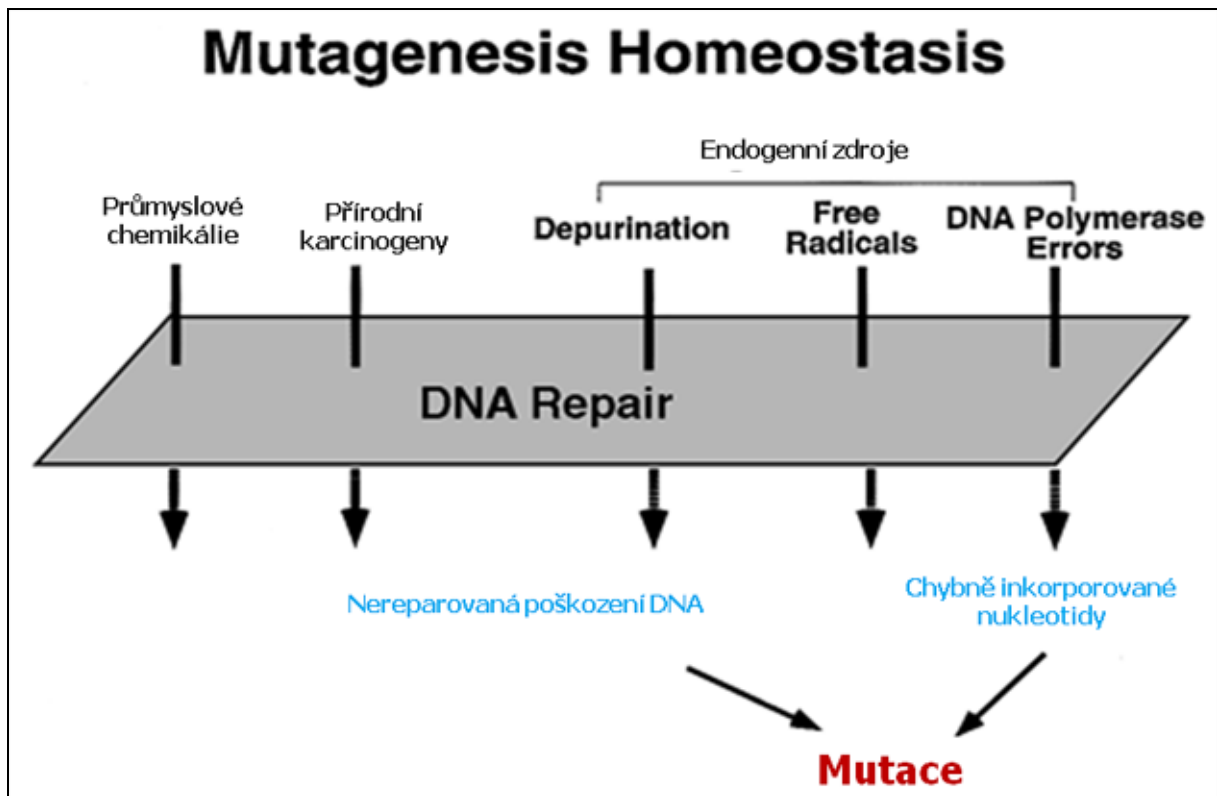 Mutagenesis Homeostasis
Endogenní zdroje
Průmyslové
chemikálie
Přírodní
karcinogeny
Depurination
Free
Radicals
DNA Polymerase
Errors
DNA Repair
Nereparovaná poškození DNA
Chybně inkorporované
nukleotidy
Mutace